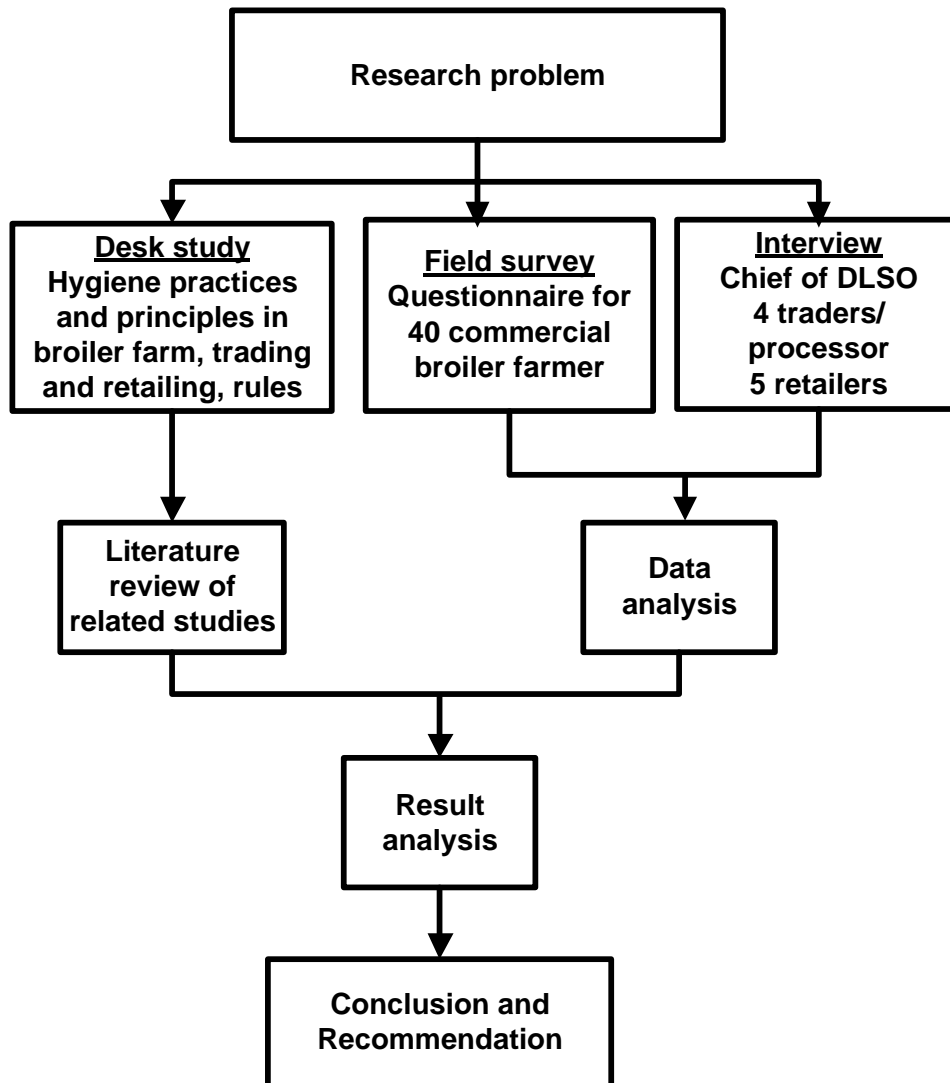 Research problem
Desk study
Hygiene practices
and principles in
broiler farm, trading
and retailing, rules
Field survey
Questionnaire for
40 commercial
broiler farmer
Interview
Chief of DLSO
4 traders/
processor
5 retailers
Literature
review of
related studies
Data
analysis
Result
analysis
Conclusion and
Recommendation